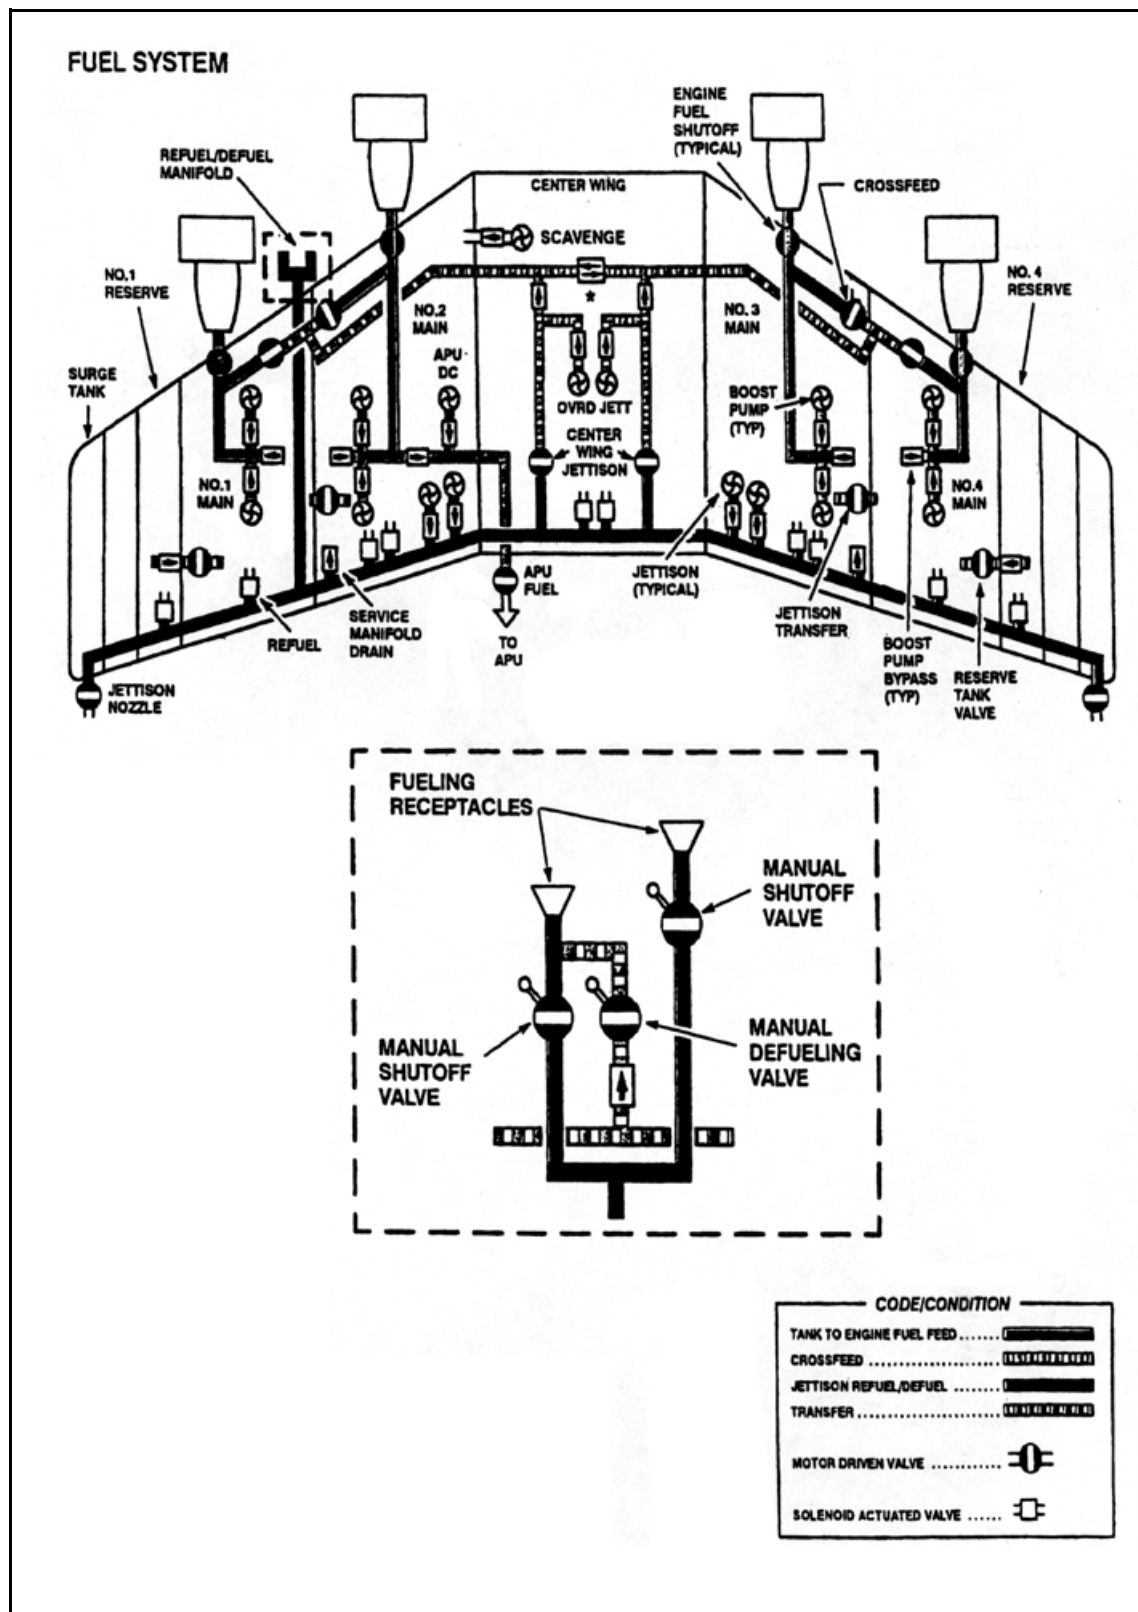 FUEL SYSTEM
ENGINE
FUEL
SHUTOFF
(TYPICAL)
REFUEL/DEFUEL
MANIFOLD
CENTER WING
CROSSFEED
SCAVENGE
NO.1
RESERVE
NO. 4
RESERVE
*
NO.2
MAIN
NO. 3
MAIN
SURGE
TANK
APU
DC
OVRD JETT
BOOST
PUMP
(TYP)
CENTER
WING
JETTISON
NO.1
MAIN
NO.4
MAIN
APU
FUEL
JETTISON
(TYPICAL)
REFUEL
SERVICE
MANIFOLD
DRAIN
TO
APU
JETTISON
TRANSFER
BOOST
PUMP
BYPASS
(TYP)
RESERVE
TANK
VALVE
JETTISON
NOZZLE
FUELING
RECEPTACLES
MANUAL
SHUTOFF
VALVE
MANUAL
SHUTOFF
VALVE
MANUAL
DEFUELING
VALVE
CODE/CONDITION
TANK TO ENGINE FUEL FEED .......
CROSSFEED ......................
JETTISON REFUEL/DEFUEL ........
TRANSFER ........................
MOTOR DRIVEN VALVE ............
SOLENOID ACTUATED VALVE ......